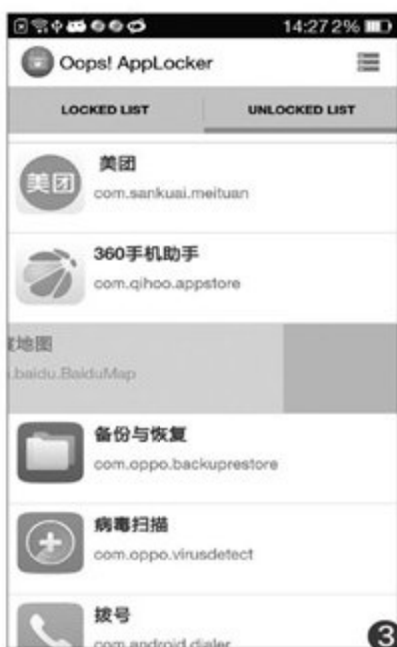 14:27 2%
Oops! AppLocker
LOCKED LIST
UNLOCKED LIST
美团
美团
com.sankuai.meituan
360手机助手
com.qihoo.appstore
地图
.baidu.BaiduMap
备份与恢复
com.oppo.backuprestore
病毒扫描
com.oppo.virusdetect
拨号
com.android.dialer
3